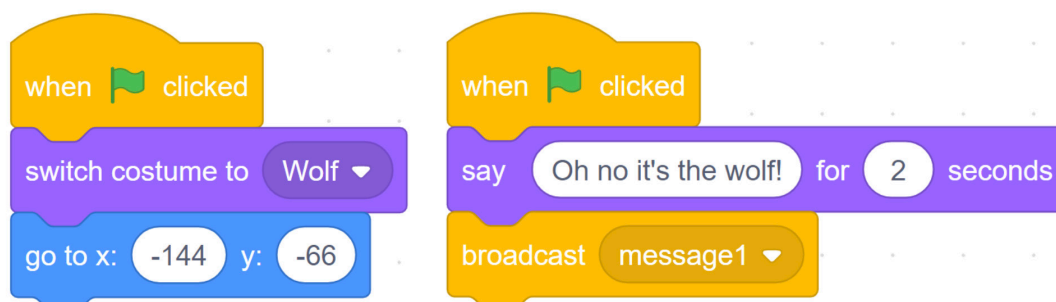 when clicked
switch costume to Wolf
go to x: -144 y: -66
when clicked
say Oh no it's the wolf! for 2 seconds
broadcast message1